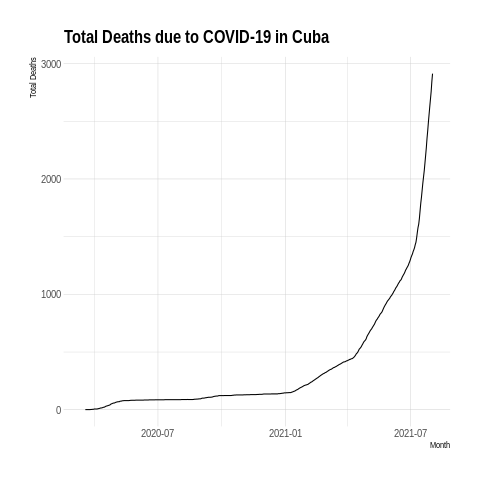 Total Deaths due to COVID-19 in Cuba
Total Deaths
3000
2000
1000
0
2020-07
2021-01
2021-07
Month